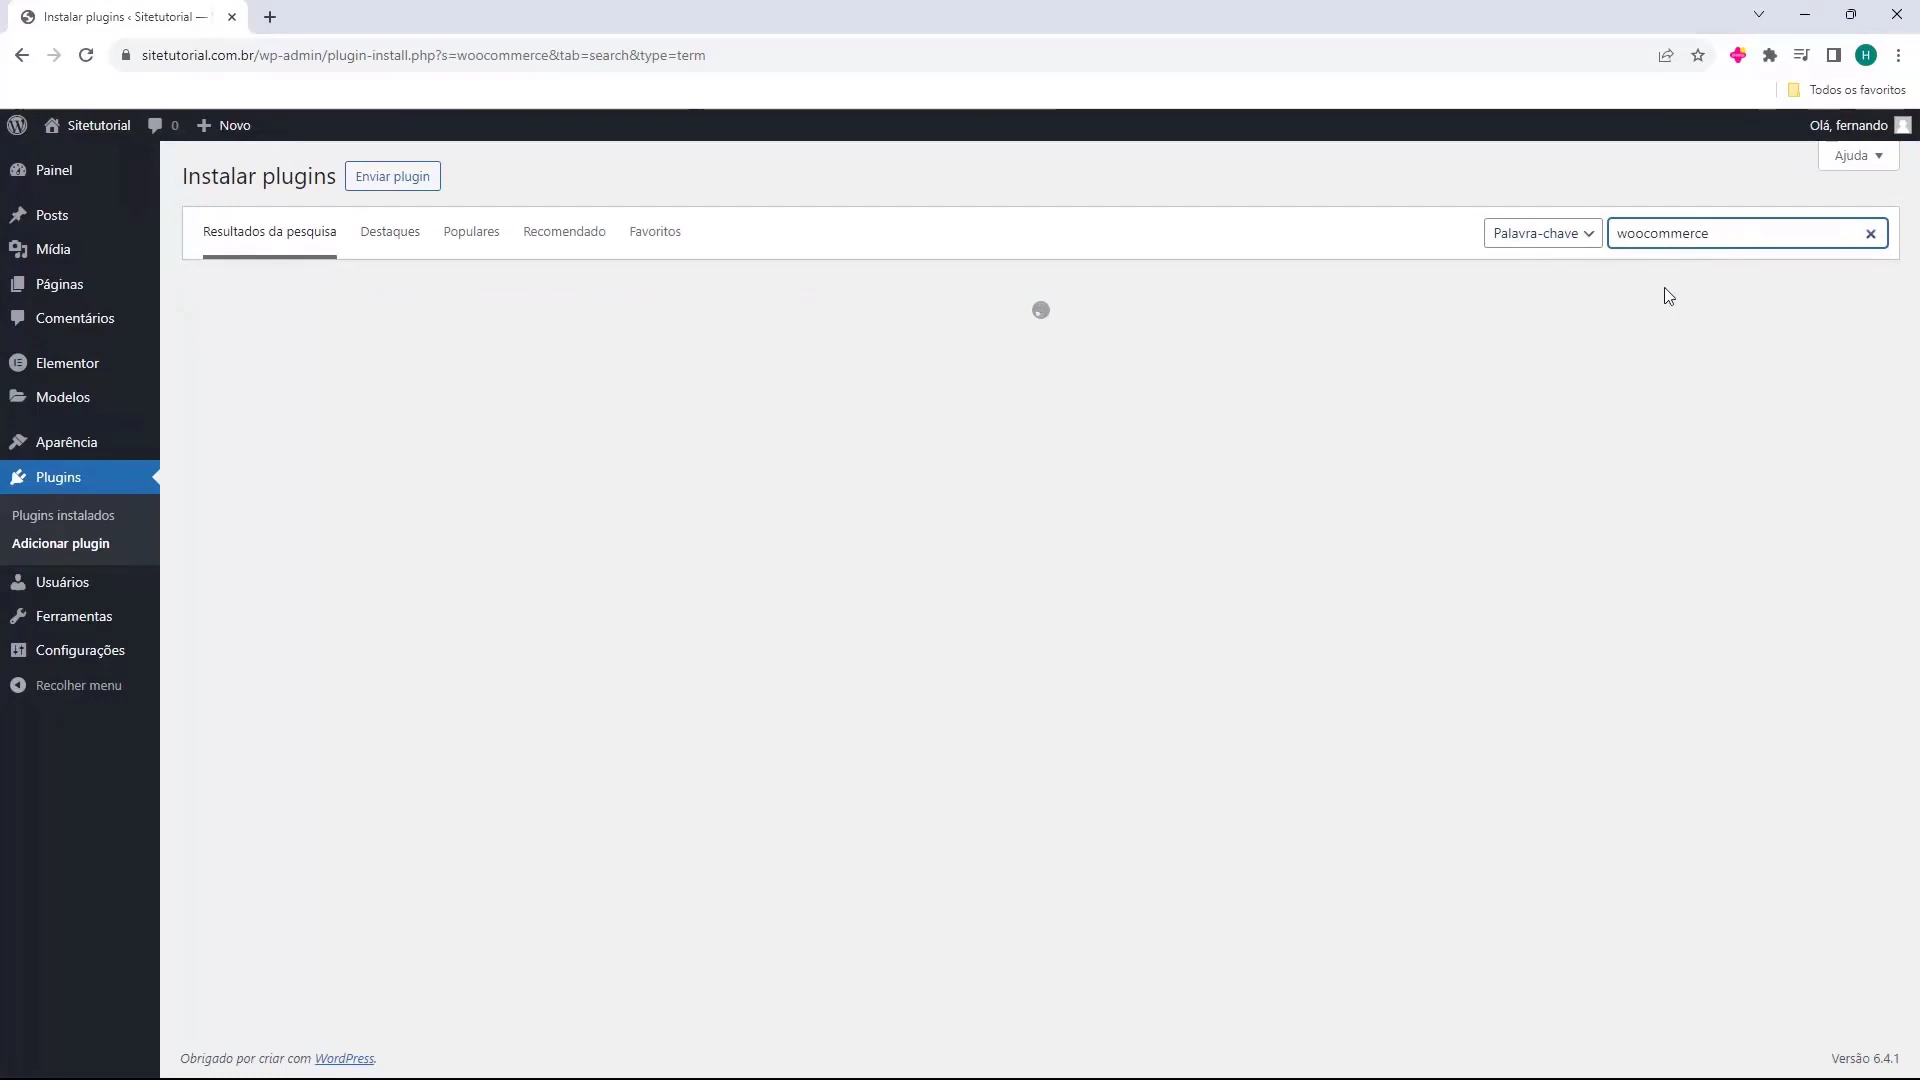 Instalar plugins ‹ Sitetutorial —
sitetutorial.com.br/wp-admin/plugin-install.php?s=woocommerce&tab=search&type=term
H
Todos os favoritos
Sitetutorial
0
Novo
Olá, fernando
Ajuda
Painel
Posts
Mídia
Páginas
Comentários
Elementor
Modelos
Aparência
Plugins
Plugins instalados
Adicionar plugin
Usuários
Ferramentas
Configurações
Recolher menu
Instalar plugins
Enviar plugin
Resultados da pesquisa
Destaques
Populares
Recomendado
Favoritos
Palavra-chave
woocommerce
Obrigado por criar com WordPress.
Versão 6.4.1